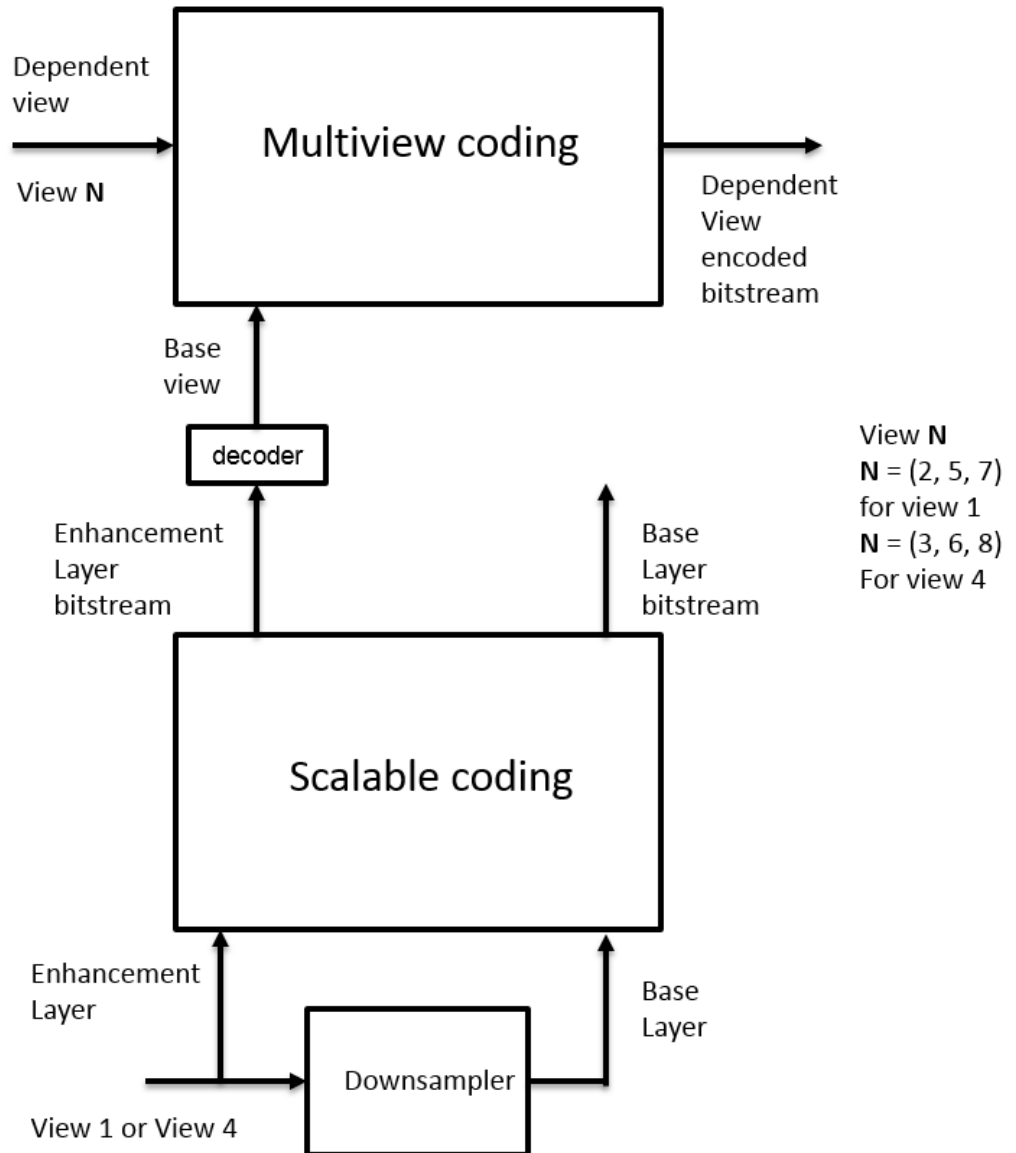 Dependent
view
Multiview coding
View N
Dependent
View
encoded
bitstream
Base
view
decoder
View N
N = (2, 5, 7)
for view 1
N = (3, 6, 8)
For view 4
Enhancement
Layer
bitstream
Base
Layer
bitstream
Scalable coding
Enhancement
Layer
Base
Layer
Downsampler
View 1 or View 4